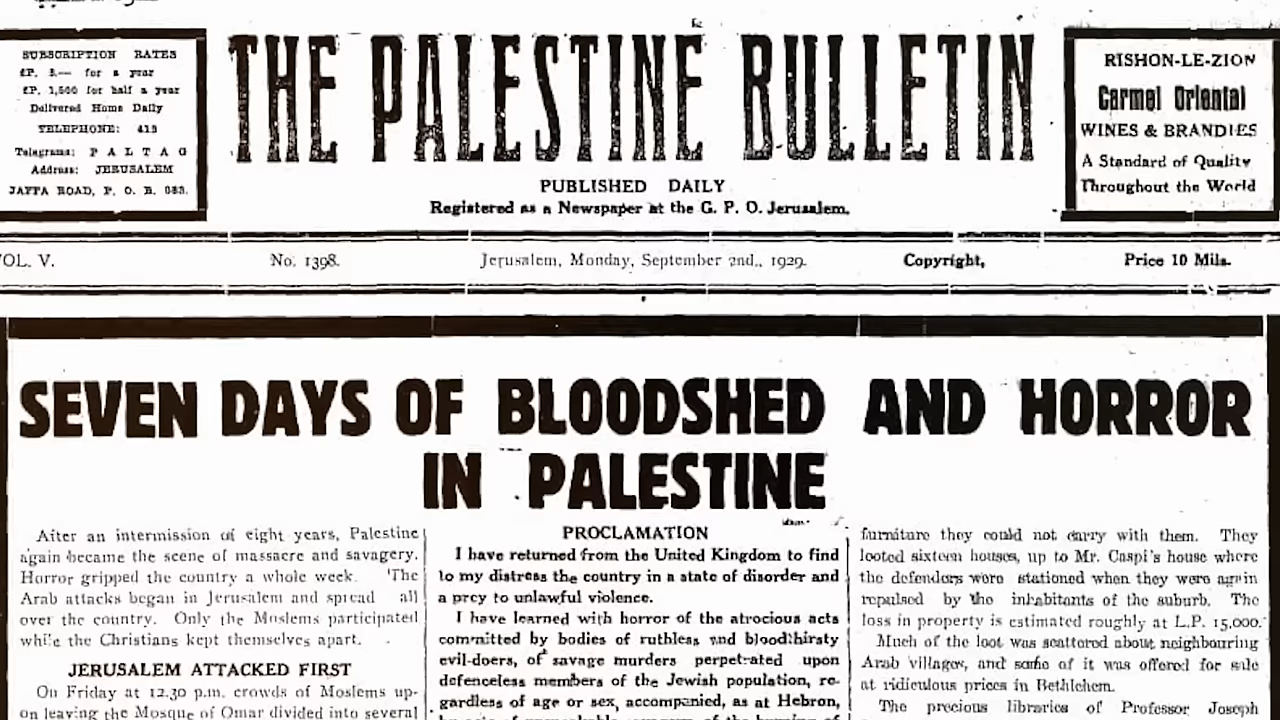 SUBSCRIPTION RATES
£P. 3.— for a year
£P. 1,500 for half a year
Delivered Home Daily
TELEPHONE: 413
Telegrams: PALTAG
Address: JERUSALEM
JAFFA ROAD, P. O. B. 683.
THE PALESTINE BULLETIN
PUBLISHED DAILY
Registered as a Newspaper at the G. P. O. Jerusalem.
RISHON-LE-ZION
Carmel Oriental
WINES & BRANDIES
A Standard of Quality
Throughout the World
VOL. V. No. 1398. Jerusalem, Monday, September 2nd., 1929. Copyright, Price 10 Mils.
SEVEN DAYS OF BLOODSHED AND HORROR
IN PALESTINE
After an intermission of eight years, Palestine
again became the scene of massacre and savagery.
Horror gripped the country a whole week. The
Arab attacks began in Jerusalem and spread all
over the country. Only the Moslems participated
while the Christians kept themselves apart.
JERUSALEM ATTACKED FIRST
On Friday at 12.30 p.m. crowds of Moslems up-
on leaving the Mosque of Omar divided into several
PROCLAMATION
I have returned from the United Kingdom to find
to my distress the country in a state of disorder and
a prey to unlawful violence.
I have learned with horror of the atrocious acts
committed by bodies of ruthless and bloodthirsty
evil-doers, of savage murders perpetrated upon
defenceless members of the Jewish population, re-
gardless of age or sex, accompanied, as at Hebron,
furniture they could not carry with them. They
looted sixteen houses, up to Mr. Caspi's house where
the defenders were stationed when they were again
repulsed by the inhabitants of the suburb. The
loss in property is estimated roughly at L.P. 15,000.
Much of the loot was scattered about neighbouring
Arab villages, and some of it was offered for sale
at ridiculous prices in Bethlehem.
The precious libraries of Professor Joseph